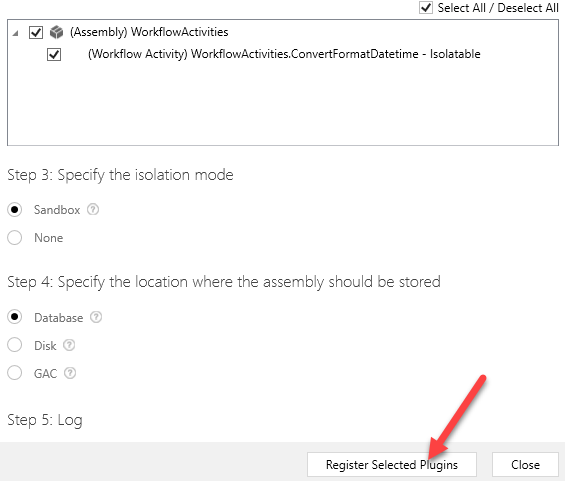 Select All / Deselect All
(Assembly) WorkflowActivities
(Workflow Activity) WorkflowActivities.ConvertFormatDatetime - Isolatable
Step 3: Specify the isolation mode
Sandbox ?
None
Step 4: Specify the location where the assembly should be stored
Database ?
Disk ?
GAC ?
Step 5: Log
Register Selected Plugins Close